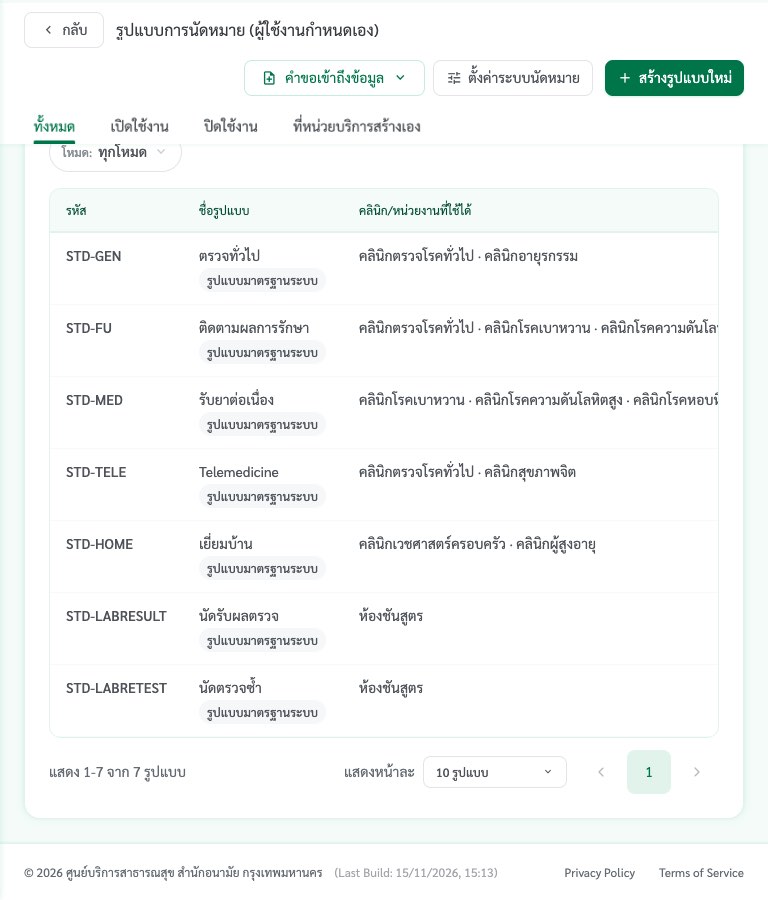 กลับ
รูปแบบการนัดหมาย (ผู้ใช้งานกำหนดเอง)
คำขอเข้าถึงข้อมูล
ตั้งค่าระบบนัดหมาย
สร้างรูปแบบใหม่
ทั้งหมด
เปิดใช้งาน
ปิดใช้งาน
ที่หน่วยบริการสร้างเอง
โหมด: ทุกโหมด
รหัส ชื่อรูปแบบ คลินิก/หน่วยงานที่ใช้ได้
STD-GEN ตรวจทั่วไป คลินิกตรวจโรคทั่วไป · คลินิกอายุรกรรม
รูปแบบมาตรฐานระบบ
STD-FU ติดตามผลการรักษา คลินิกตรวจโรคทั่วไป · คลินิกโรคเบาหวาน ·
รูปแบบมาตรฐานระบบ
STD-MED รับยาต่อเนื่อง คลินิกโรคเบาหวาน · คลินิกโรคความดันโลหิตสูง ·
รูปแบบมาตรฐานระบบ
STD-TELE Telemedicine คลินิกตรวจโรคทั่วไป · คลินิกสุขภาพจิต
รูปแบบมาตรฐานระบบ
STD-HOME เยี่ยมบ้าน คลินิกเวชศาสตร์ครอบครัว · คลินิกผู้สูงอายุ
รูปแบบมาตรฐานระบบ
STD-LABRESULT นัดรับผลตรวจ ห้องชันสูตร
รูปแบบมาตรฐานระบบ
STD-LABRETEST นัดตรวจซ้ำ ห้องชันสูตร
รูปแบบมาตรฐานระบบ
แสดง 1-7 จาก 7 รูปแบบ แสดงหน้าละ 10 รูปแบบ 1
© 2026 ศูนย์บริการสาธารณสุข สำนักอนามัย กรุงเทพมหานคร (Last Build: 15/11/2026, 15:13) Privacy Policy Terms of Service